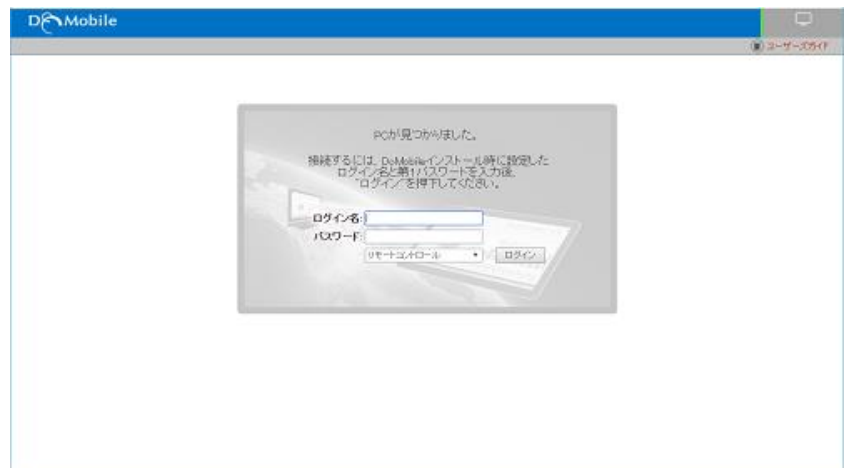 DoMobile
ユーザーズガイド
PCが見つかりました。
接続するには、DoMobileインストール時に設定した
ログイン名と第1パスワードを入力後、
"ログイン"を押下してください。
ログイン名:
パスワード:
リモートコントロール
ログイン